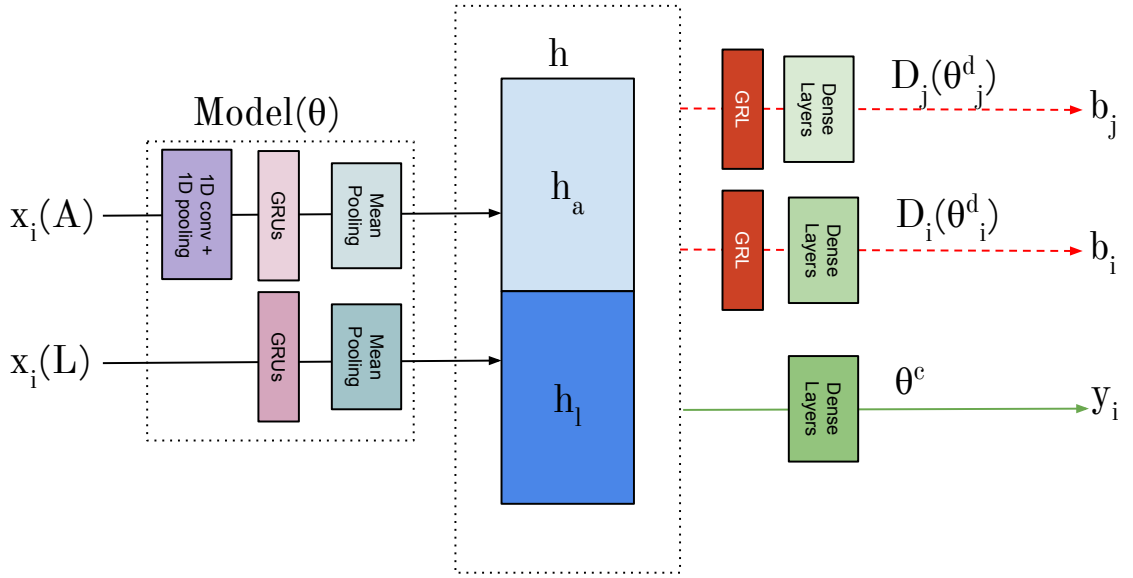 h
Model(θ)
x_i(A)
1D conv +
1D pooling
GRUs
Mean
Pooling
h_a
x_i(L)
GRUs
Mean
Pooling
h_l
GRL
Dense
Layers
D_j(θ^d_j)
b_j
GRL
Dense
Layers
D_i(θ^d_i)
b_i
Dense
Layers
θ^c
y_i